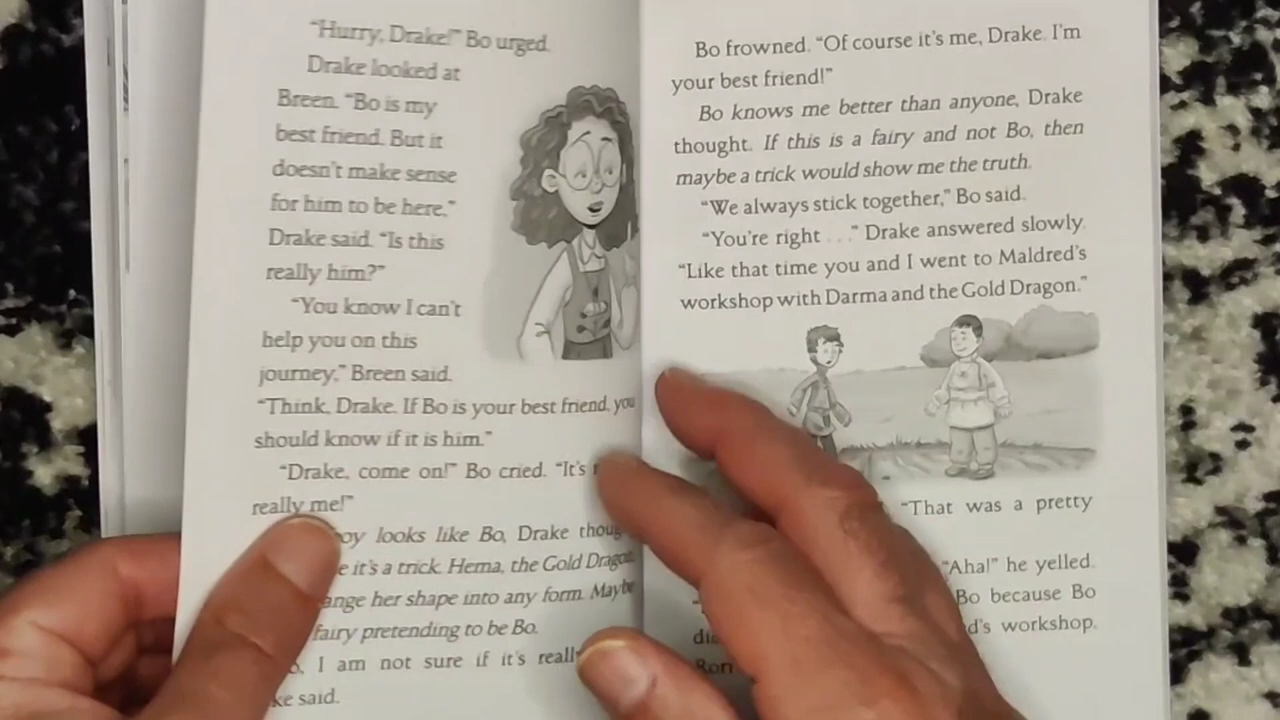 "Hurry, Drake!" Bo urged.
Drake looked at
Breen. "Bo is my
best friend. But it
doesn't make sense
for him to be here,"
Drake said. "Is this
really him?"
"You know I can't
help you on this
journey," Breen said.
"Think, Drake. If Bo is your best friend, you
should know if it is him."
"Drake, come on!" Bo cried. "It's
really me!"
looks like Bo, Drake
it's a trick. Hema, the Gold Dragon,
her shape into any form. Maybe
fairy pretending to be Bo.
I am not sure if it's
said.
Bo frowned. "Of course it's me, Drake. I'm
your best friend!"
Bo knows me better than anyone, Drake
thought. If this is a fairy and not Bo, then
maybe a trick would show me the truth.
"We always stick together," Bo said.
"You're right . . ." Drake answered slowly.
"Like that time you and I went to Maldred's
workshop with Darma and the Gold Dragon."
"That was a pretty
"Aha!" he yelled.
Bo because Bo
workshop.